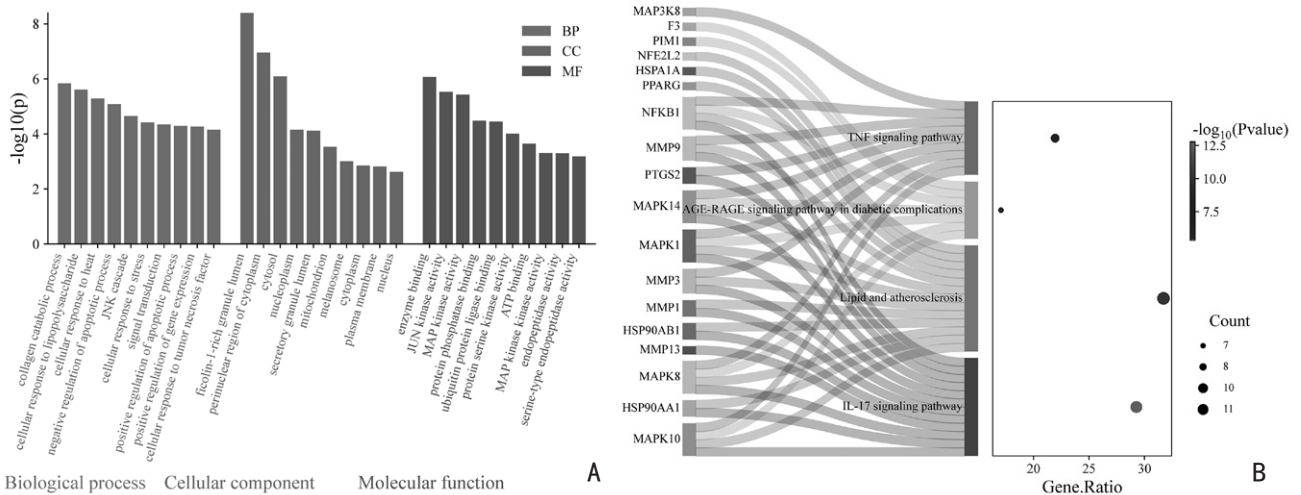 8
6
4
2
0
-log10(p)
BP
CC
MF
collagen catabolic process
cellular response to lipopolysaccharide
cellular response to heat
negative regulation of apoptotic process
JNK cascade
cellular response to stress
signal transduction
positive regulation of apoptotic process
positive regulation of gene expression
cellular response to tumor necrosis factor
ficolin-1-rich granule lumen
perinuclear region of cytoplasm
cytosol
nucleoplasm
secretory granule lumen
mitochondrion
melanosome
cytoplasm
plasma membrane
nucleus
enzyme binding
JUN kinase activity
MAP kinase activity
protein phosphatase binding
ubiquitin protein ligase binding
protein serine kinase activity
ATP binding
MAP kinase kinase activity
endopeptidase activity
serine-type endopeptidase activity
Biological process
Cellular component
Molecular function
A
MAP3K8
F3
PIM1
NFE2L2
HSPA1A
PPARG
NFKB1
MMP9
PTGS2
MAPK14
MAPK1
MMP3
MMP1
HSP90AB1
MMP13
MAPK8
HSP90AA1
MAPK10
TNF signaling pathway
AGE-RAGE signaling pathway in diabetic complications
Lipid and atherosclerosis
IL-17 signaling pathway
20
25
30
Gene.Ratio
-log10(Pvalue)
12.5
10.0
7.5
Count
7
8
10
11
B